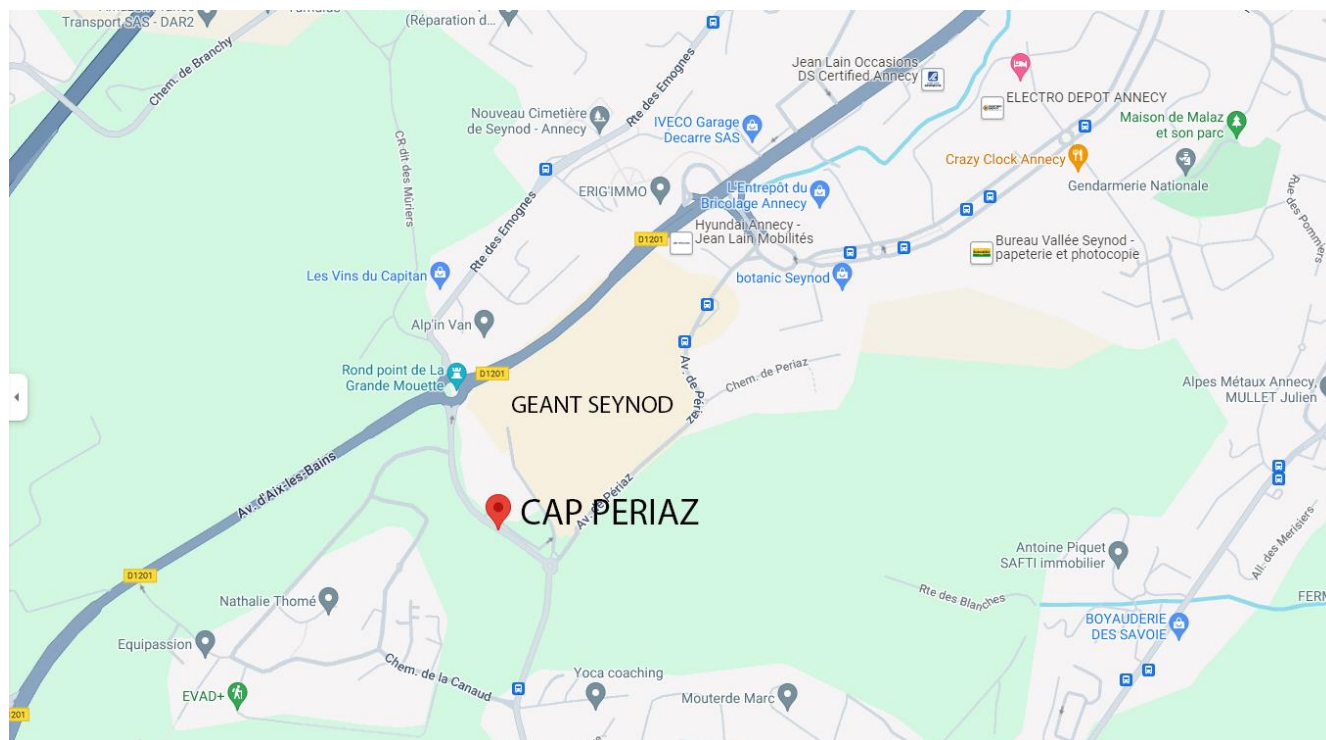 Transport SAS - DAR2
(Réparation d...
Chem. de Branchy
Rte des Emognes
CR dit des Mûriers
Nouveau Cimetière
de Seynod - Annecy
Jean Lain Occasions
DS Certified Annecy
ELECTRO DEPOT ANNECY
IVECO Garage
Decarre SAS
Maison de Malaz
et son parc
Crazy Clock Annecy
Gendarmerie Nationale
ERIG'IMMO
L'Entrepôt du
Bricolage Annecy
Rue des Pommiers
Rte des Emognes
D1201
Hyundai Annecy -
Jean Lain Mobilités
Bureau Vallée Seynod -
papeterie et photocopie
Les Vins du Capitan
botanic Seynod
Alp'in Van
Rond point de La
Grande Mouette
D1201
Av. de Péri
zar
Chem. de Periaz
Alpes Métaux Annecy,
MULLET Julien
GEANT SEYNOD
Av. d'Aix-les-Bains
Av. de Périaz
CAP PERIAZ
Antoine Piquet
SAFTI immobilier
All. des Merisiers
D1201
Rte des Blanches
Nathalie Thomé
FERM
BOYAUDERIE
DES SAVOIE
Equipassion
Chem. de la Canaud
Yoca coaching
EVAD+
Mouterde Marc
201